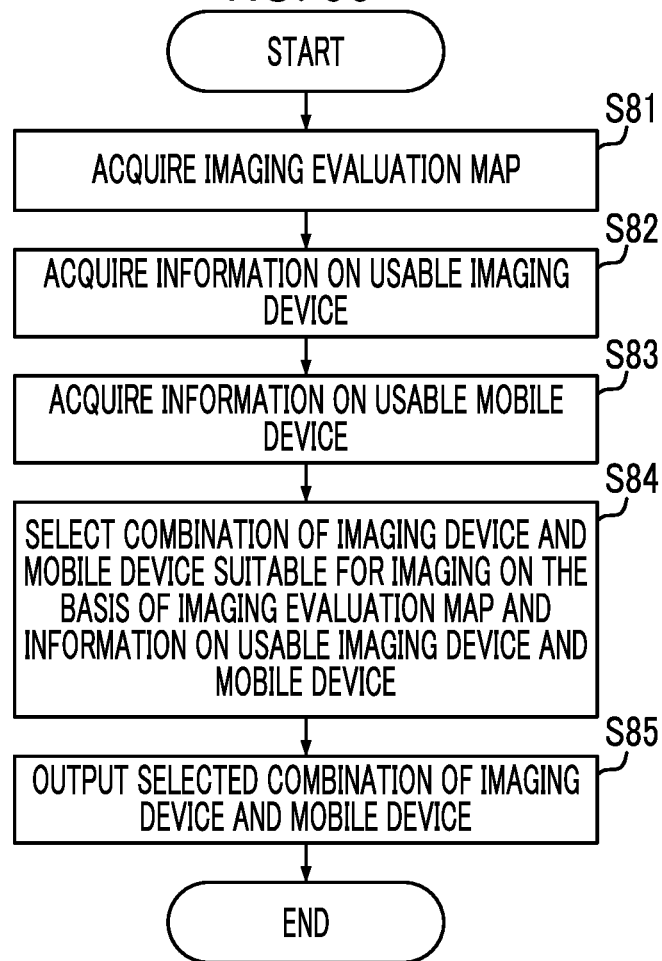 START
S81
ACQUIRE IMAGING EVALUATION MAP
S82
ACQUIRE INFORMATION ON USABLE IMAGING
DEVICE
S83
ACQUIRE INFORMATION ON USABLE MOBILE
DEVICE
S84
SELECT COMBINATION OF IMAGING DEVICE AND
MOBILE DEVICE SUITABLE FOR IMAGING ON THE
BASIS OF IMAGING EVALUATION MAP AND
INFORMATION ON USABLE IMAGING DEVICE AND
MOBILE DEVICE
S85
OUTPUT SELECTED COMBINATION OF IMAGING
DEVICE AND MOBILE DEVICE
END